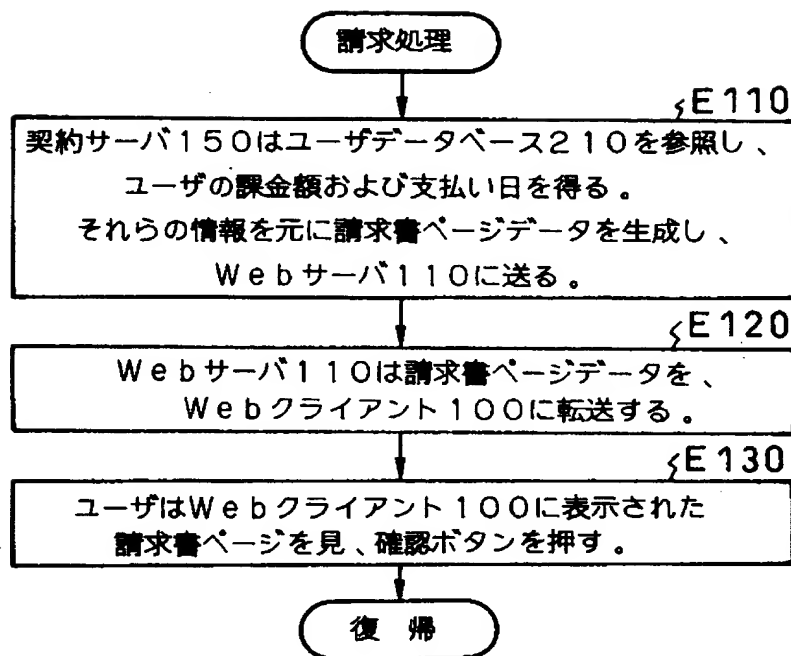 請求処理
E110
契約サーバ150はユーザデータベース210を参照し、
ユーザの課金額および支払い日を得る。
それらの情報を元に請求書ページデータを生成し、
Webサーバ110に送る。
E120
Webサーバ110は請求書ページデータを、
Webクライアント100に転送する。
E130
ユーザはWebクライアント100に表示された
請求書ページを見、確認ボタンを押す。
復帰